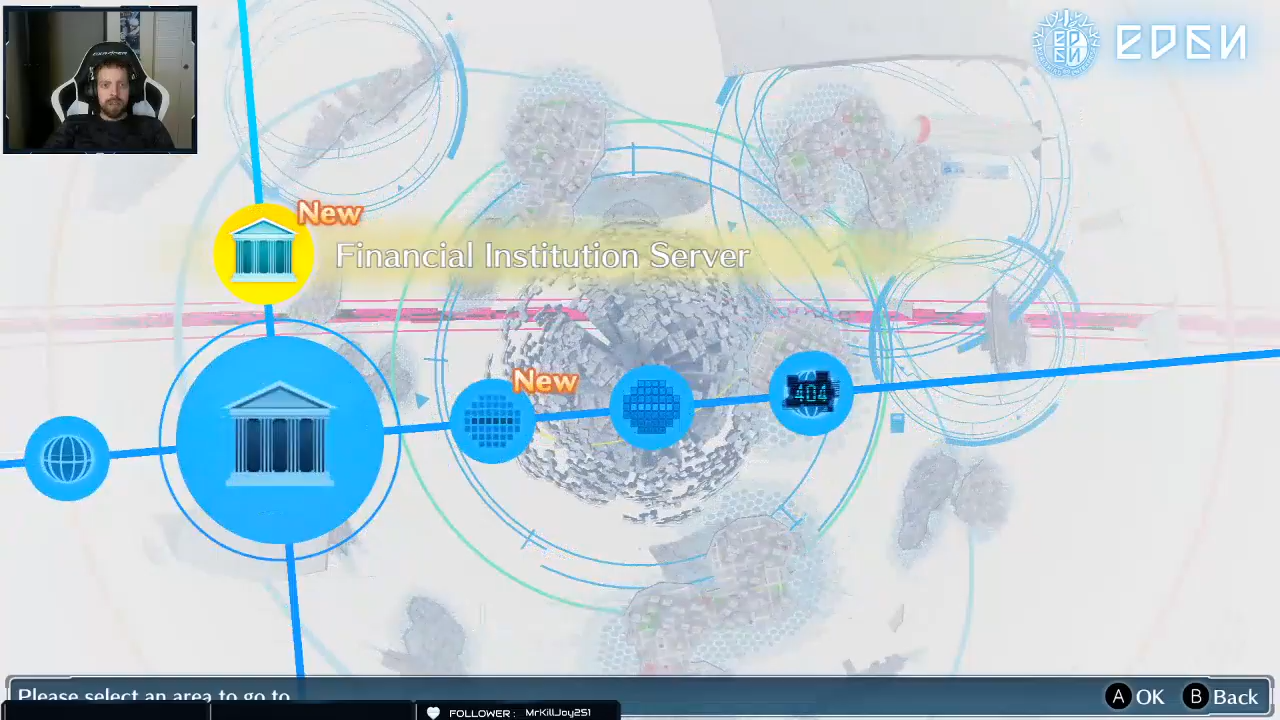 EDEN
New
Financial Institution Server
New
404
Please select an area to go to
A OK B Back
FOLLOWER: MrKillJoy251